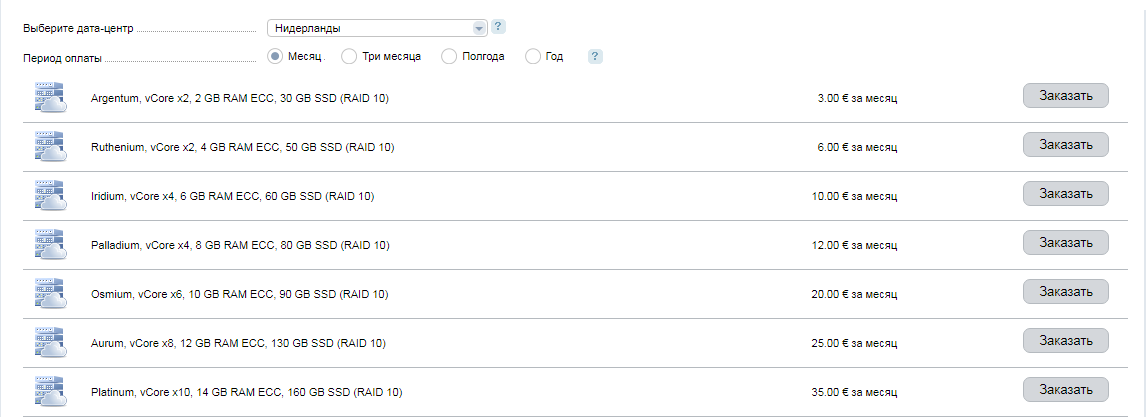 Выберите дата-центр Нидерланды ?
Период оплаты Месяц Три месяца Полгода Год ?
Argentum, vCore x2, 2 GB RAM ECC, 30 GB SSD (RAID 10) 3.00 € за месяц Заказать
Ruthenium, vCore x2, 4 GB RAM ECC, 50 GB SSD (RAID 10) 6.00 € за месяц Заказать
Iridium, vCore x4, 6 GB RAM ECC, 60 GB SSD (RAID 10) 10.00 € за месяц Заказать
Palladium, vCore x4, 8 GB RAM ECC, 80 GB SSD (RAID 10) 12.00 € за месяц Заказать
Osmium, vCore x6, 10 GB RAM ECC, 90 GB SSD (RAID 10) 20.00 € за месяц Заказать
Aurum, vCore x8, 12 GB RAM ECC, 130 GB SSD (RAID 10) 25.00 € за месяц Заказать
Platinum, vCore x10, 14 GB RAM ECC, 160 GB SSD (RAID 10) 35.00 € за месяц Заказать